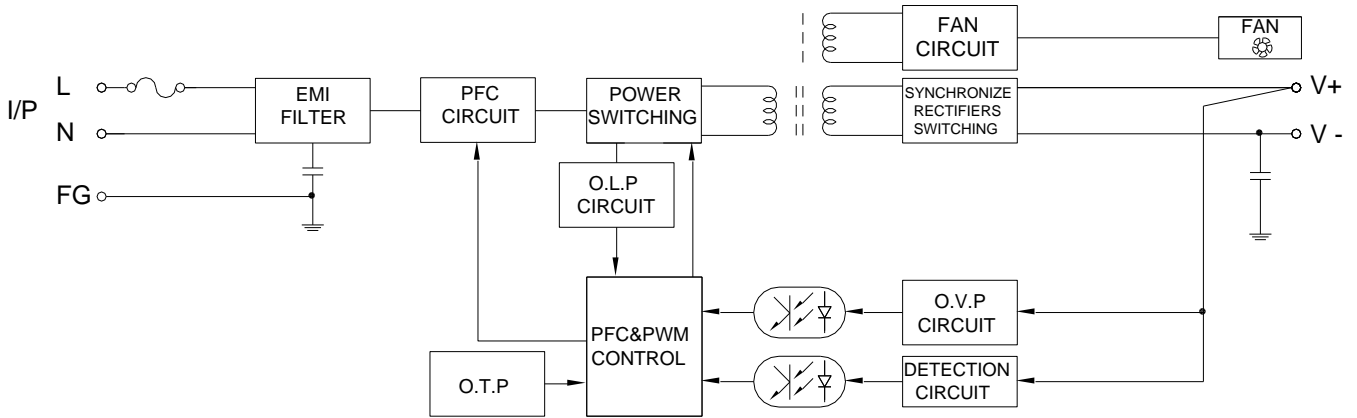 I/P
L
N
FG
EMI
FILTER
PFC
CIRCUIT
POWER
SWITCHING
O.L.P
CIRCUIT
FAN
CIRCUIT
FAN
SYNCHRONIZE
RECTIFIERS
SWITCHING
V+
V -
PFC&PWM
CONTROL
O.T.P
O.V.P
CIRCUIT
DETECTION
CIRCUIT